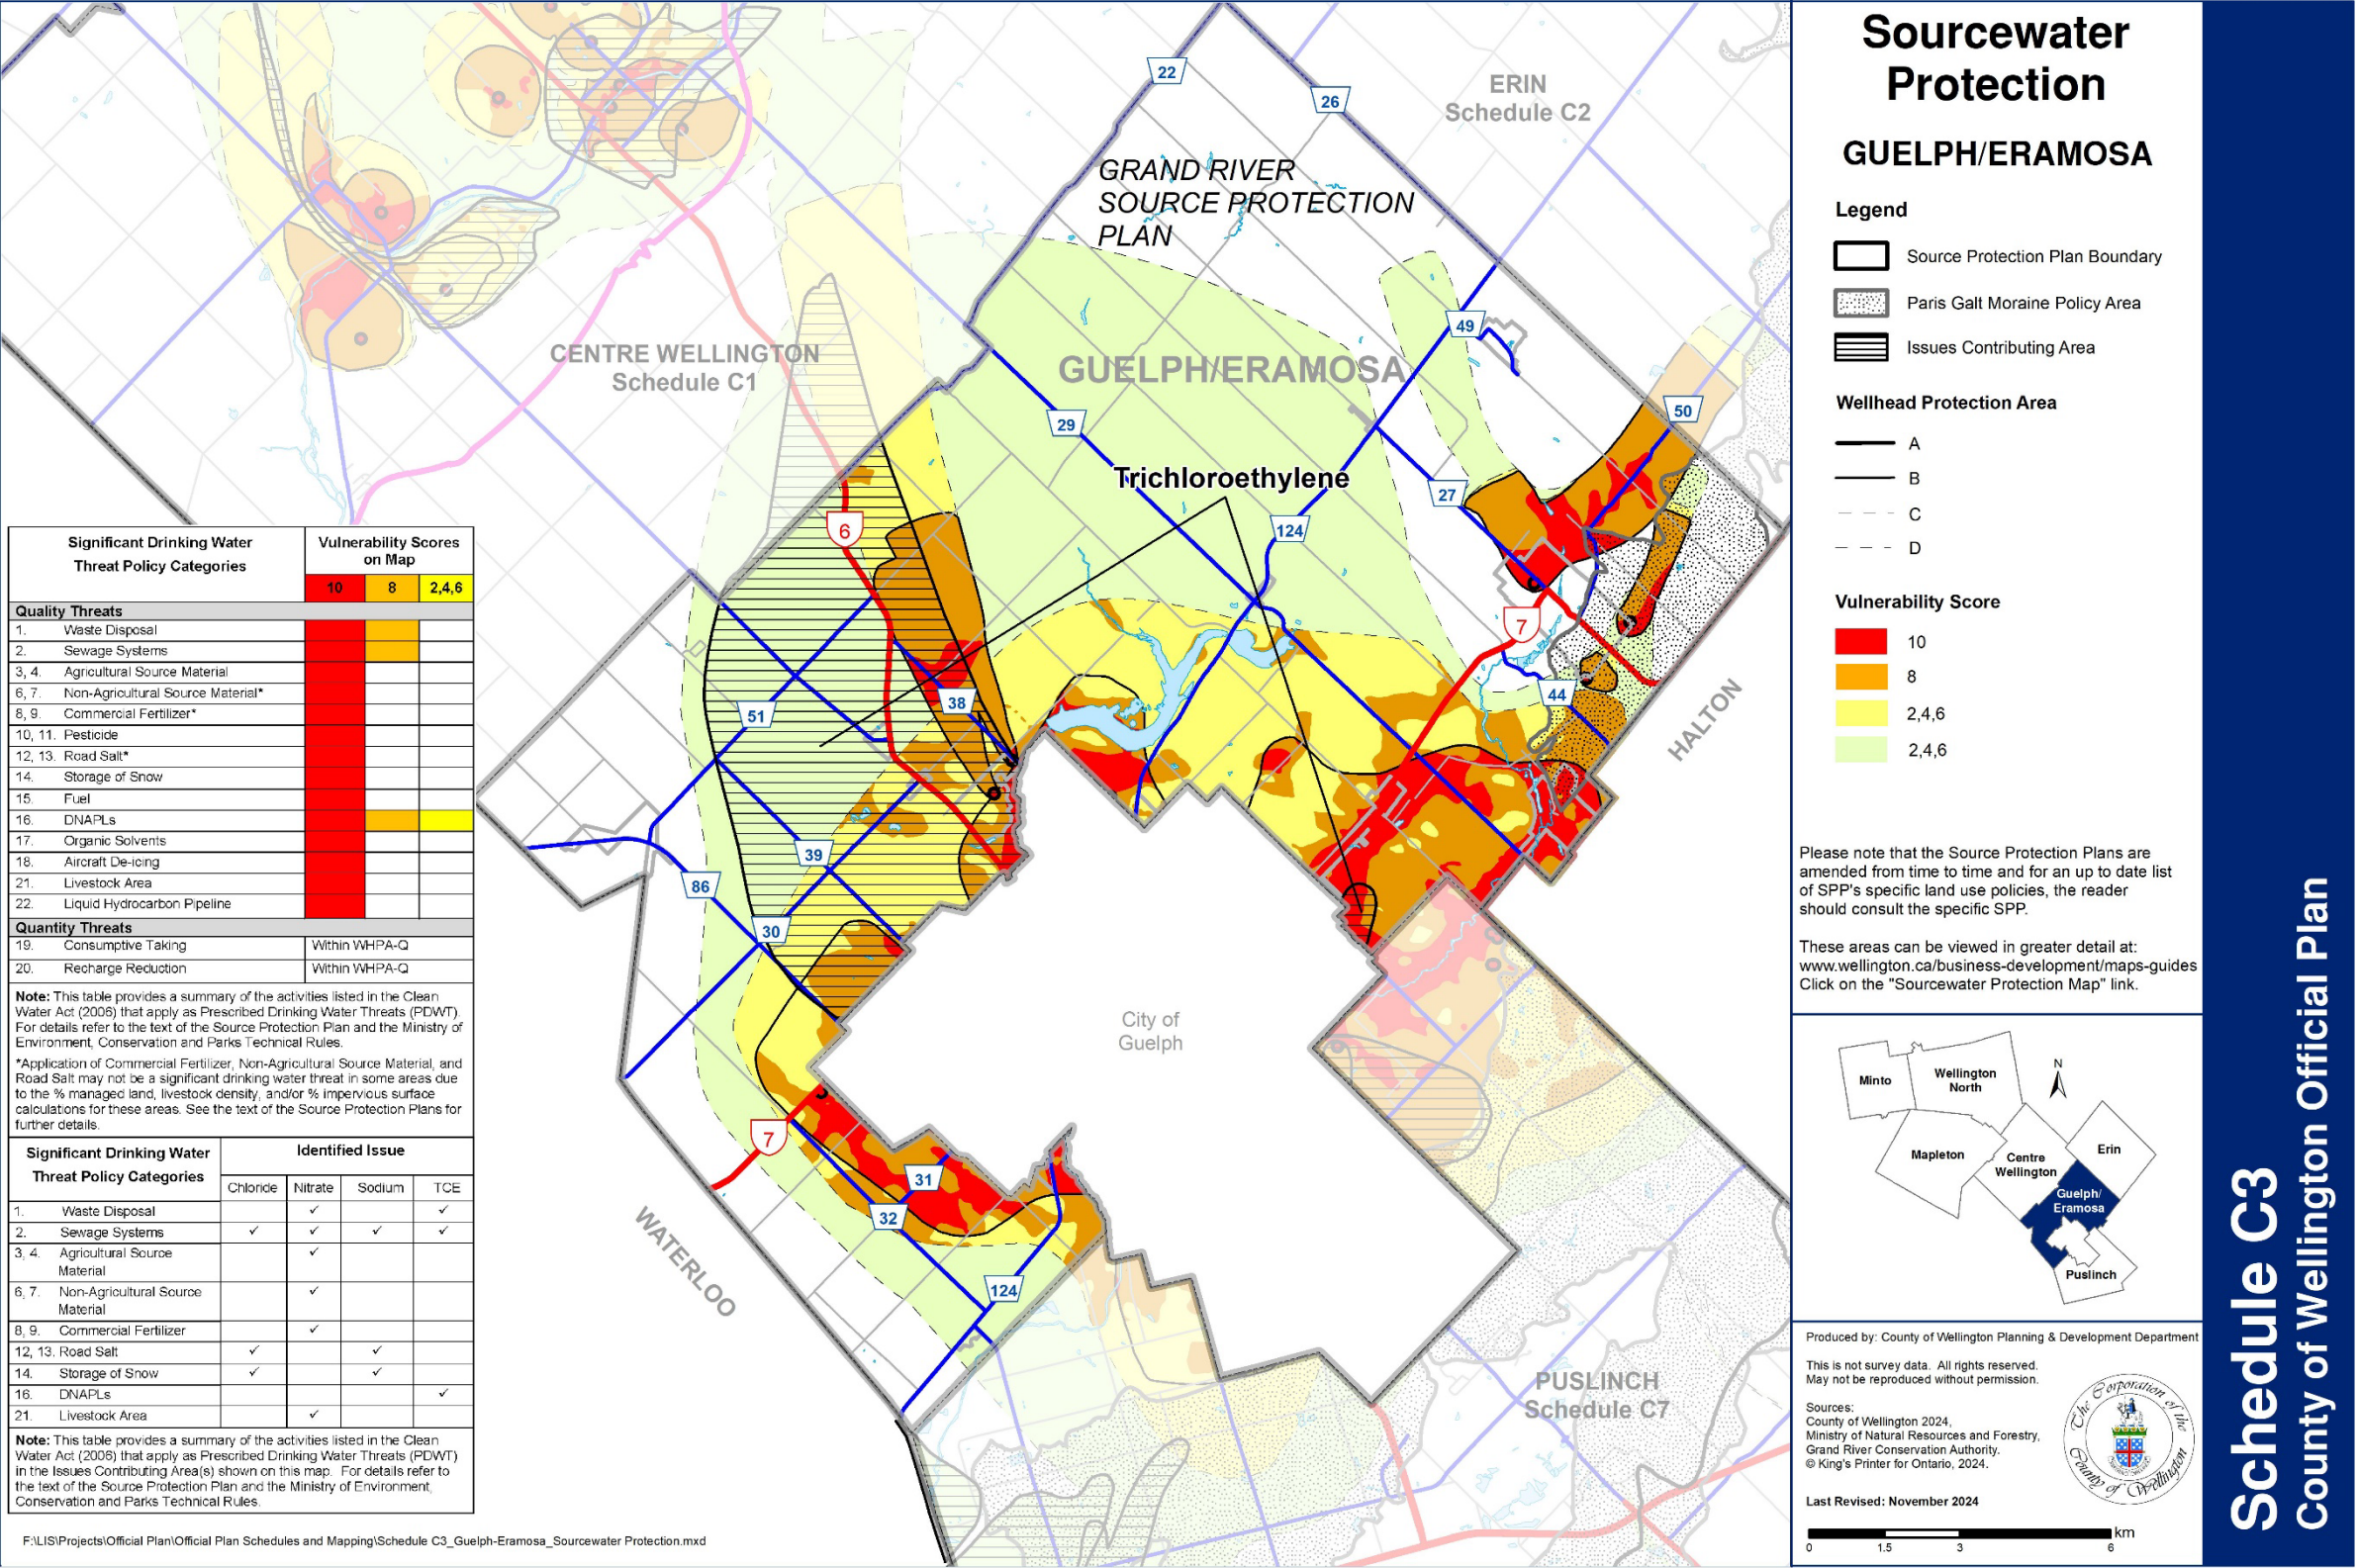 Sourcewater
Protection
GUELPH/ERAMOSA
Legend
Source Protection Plan Boundary
Paris Galt Moraine Policy Area
Issues Contributing Area
Wellhead Protection Area
A
B
C
D
Vulnerability Score
10
8
2,4,6
2,4,6
Please note that the Source Protection Plans are
amended from time to time and for an up to date list
of SPP's specific land use policies, the reader
should consult the specific SPP.
These areas can be viewed in greater detail at:
www.wellington.ca/business-development/maps-guides
Click on the "Sourcewater Protection Map" link.
Minto
Wellington
North
N
Mapleton
Centre
Wellington
Erin
Guelph/
Eramosa
Puslinch
Produced by: County of Wellington Planning & Development Department
This is not survey data. All rights reserved.
May not be reproduced without permission.
Sources:
County of Wellington 2024,
Ministry of Natural Resources and Forestry,
Grand River Conservation Authority.
© King's Printer for Ontario, 2024.
Last Revised: November 2024
The Corporation of the
County of Wellington
km
0 1.5 3 6
Schedule C3
County of Wellington Official Plan
22
26
ERIN
Schedule C2
GRAND RIVER
SOURCE PROTECTION
PLAN
49
CENTRE WELLINGTON
Schedule C1
GUELPH/ERAMOSA
29
50
Trichloroethylene
27
6
124
7
44
38
51
HALTON
39
86
30
City of
Guelph
7
31
32
WATERLOO
124
PUSLINCH
Schedule C7
Significant Drinking Water
Threat Policy Categories
Vulnerability Scores
on Map
10 8 2,4,6
Quality Threats
1. Waste Disposal
2. Sewage Systems
3, 4. Agricultural Source Material
6, 7. Non-Agricultural Source Material*
8, 9. Commercial Fertilizer*
10, 11. Pesticide
12, 13. Road Salt*
14. Storage of Snow
15. Fuel
16. DNAPLs
17. Organic Solvents
18. Aircraft De-icing
21. Livestock Area
22. Liquid Hydrocarbon Pipeline
Quantity Threats
19. Consumptive Taking Within WHPA-Q
20. Recharge Reduction Within WHPA-Q
Note: This table provides a summary of the activities listed in the Clean
Water Act (2006) that apply as Prescribed Drinking Water Threats (PDWT).
For details refer to the text of the Source Protection Plan and the Ministry of
Environment, Conservation and Parks Technical Rules.
*Application of Commercial Fertilizer, Non-Agricultural Source Material, and
Road Salt may not be a significant drinking water threat in some areas due
to the % managed land, livestock density, and/or % impervious surface
calculations for these areas. See the text of the Source Protection Plans for
further details.
Significant Drinking Water
Threat Policy Categories
Identified Issue
Chloride Nitrate Sodium TCE
1. Waste Disposal ✓ ✓
2. Sewage Systems ✓ ✓ ✓ ✓
3, 4. Agricultural Source
Material ✓
6, 7. Non-Agricultural Source
Material ✓
8, 9. Commercial Fertilizer ✓
12, 13. Road Salt ✓ ✓
14. Storage of Snow ✓ ✓
16. DNAPLs ✓
21. Livestock Area ✓
Note: This table provides a summary of the activities listed in the Clean
Water Act (2006) that apply as Prescribed Drinking Water Threats (PDWT)
in the Issues Contributing Area(s) shown on this map. For details refer to
the text of the Source Protection Plan and the Ministry of Environment,
Conservation and Parks Technical Rules.
F:\LIS\Projects\Official Plan\Official Plan Schedules and Mapping\Schedule C3_Guelph-Eramosa_Sourcewater Protection.mxd